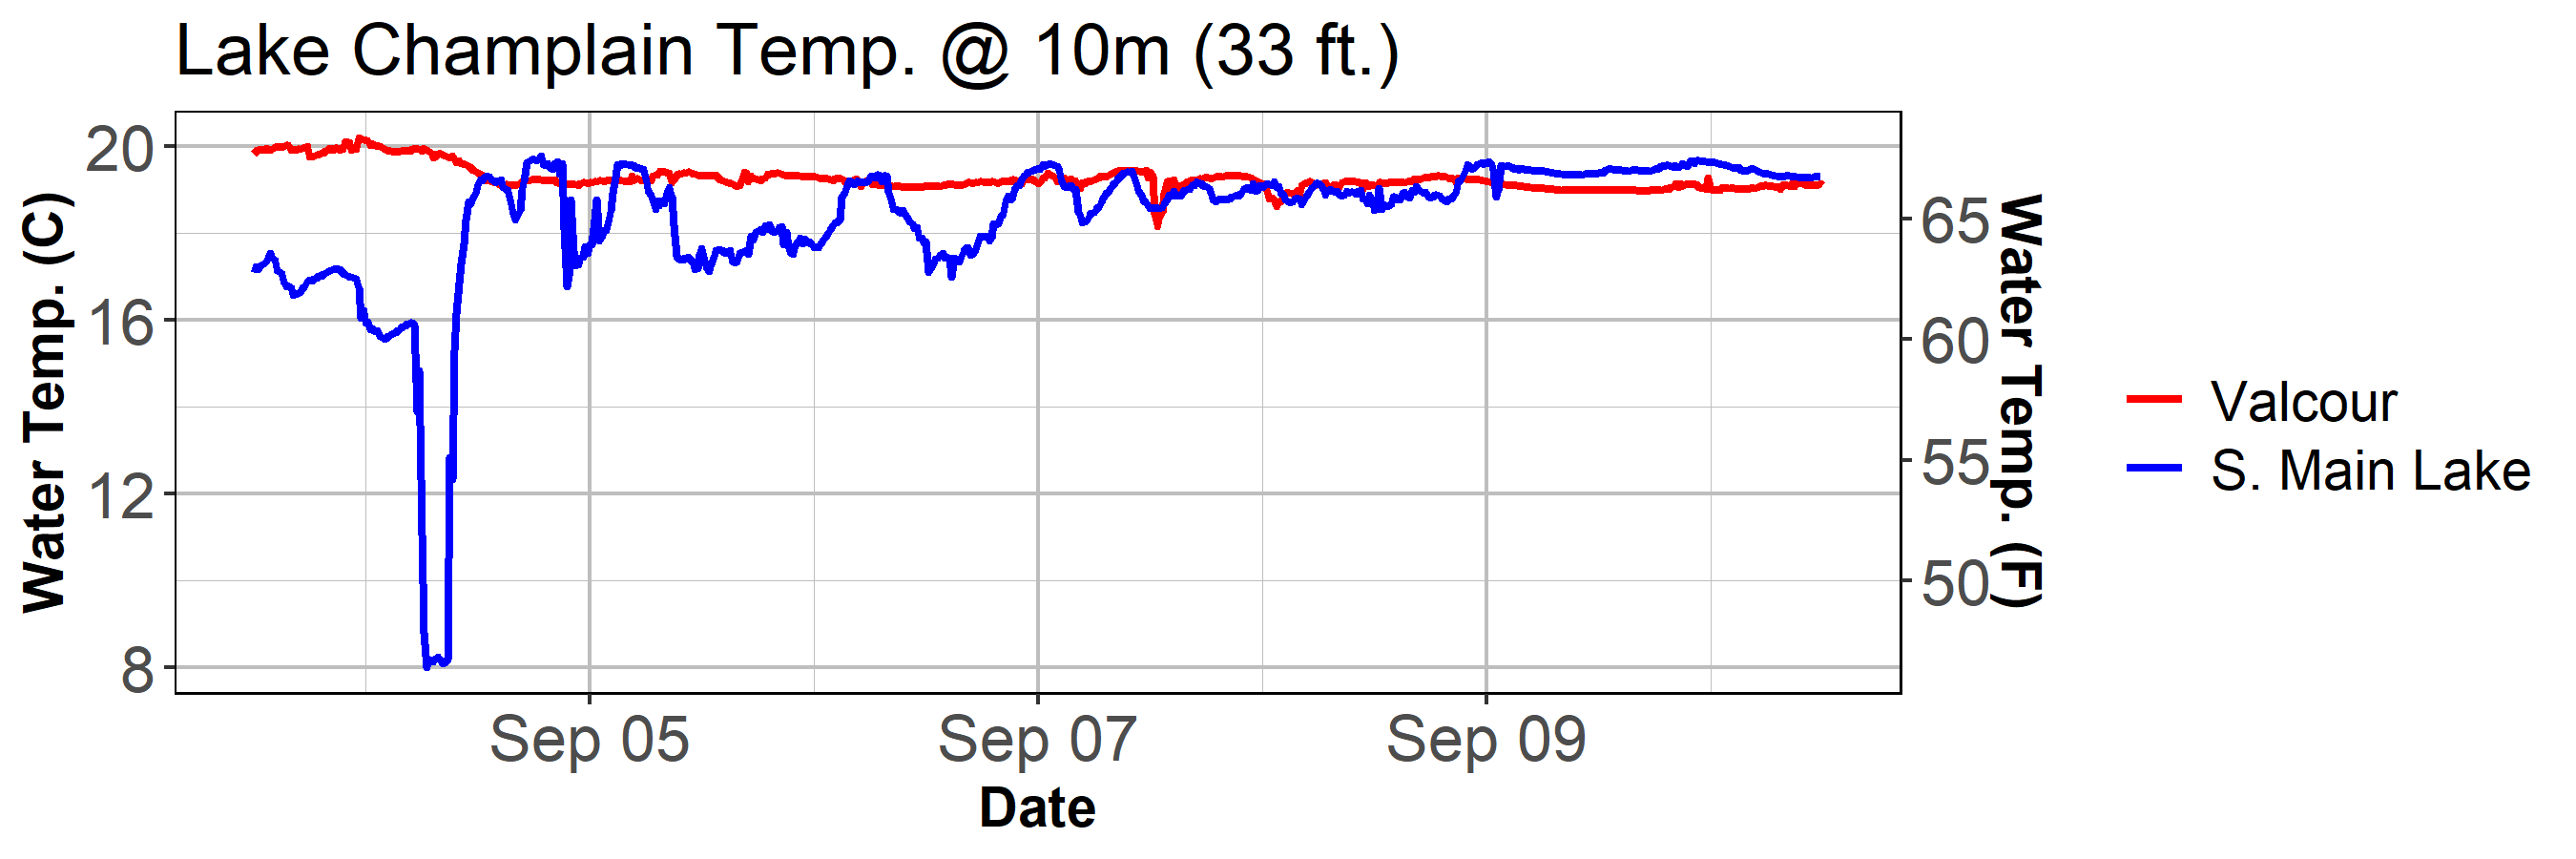 Lake Champlain Temp. @ 10m (33 ft.)
Water Temp. (C)
20
16
12
8
65
60
55
50
Water Temp. (F)
Sep 05
Sep 07
Sep 09
Date
Valcour
S. Main Lake